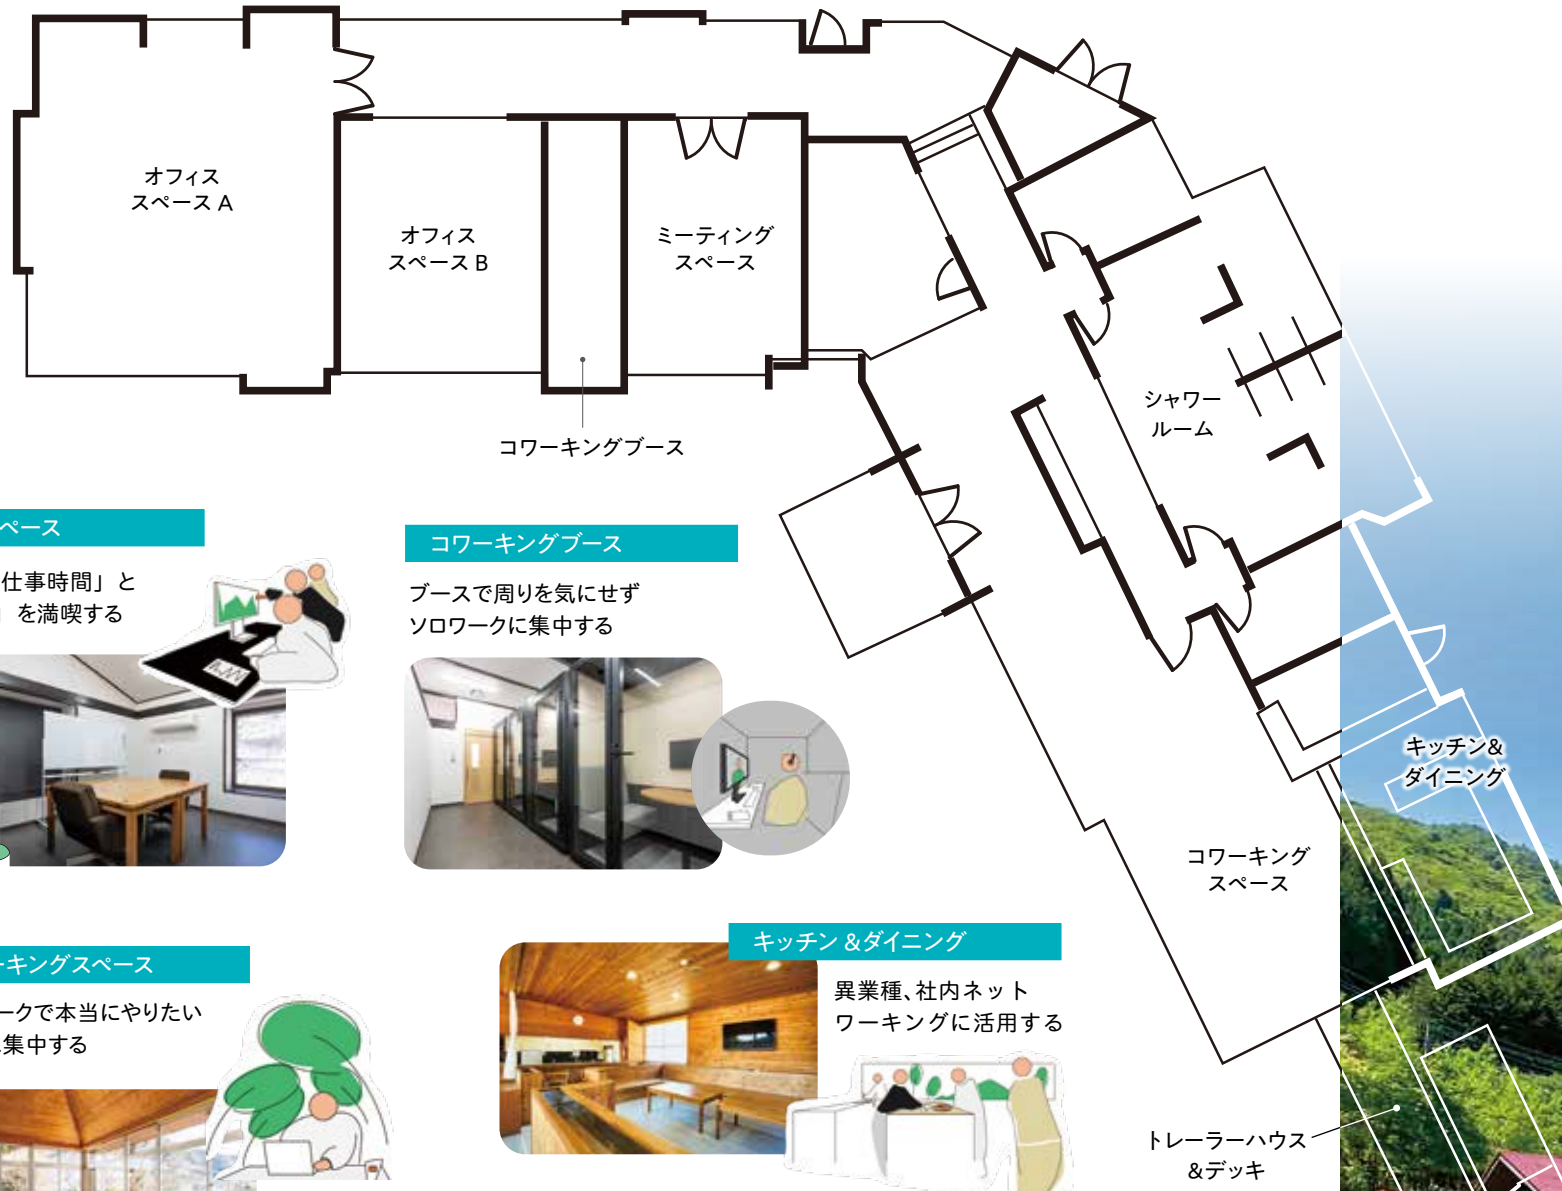 オフィス
スペース A
オフィス
スペース B
ミーティング
スペース
コワーキングブース
シャワー
ルーム
キッチン&
ダイニング
コワーキング
スペース
トレーラーハウス
&デッキ
ペース
仕事時間」と
」を満喫する
コワーキングブース
ブースで周りを気にせず
ソロワークに集中する
ーキングスペース
ークで本当にやりたい
集中する
キッチン &ダイニング
異業種、社内ネット
ワーキングに活用する